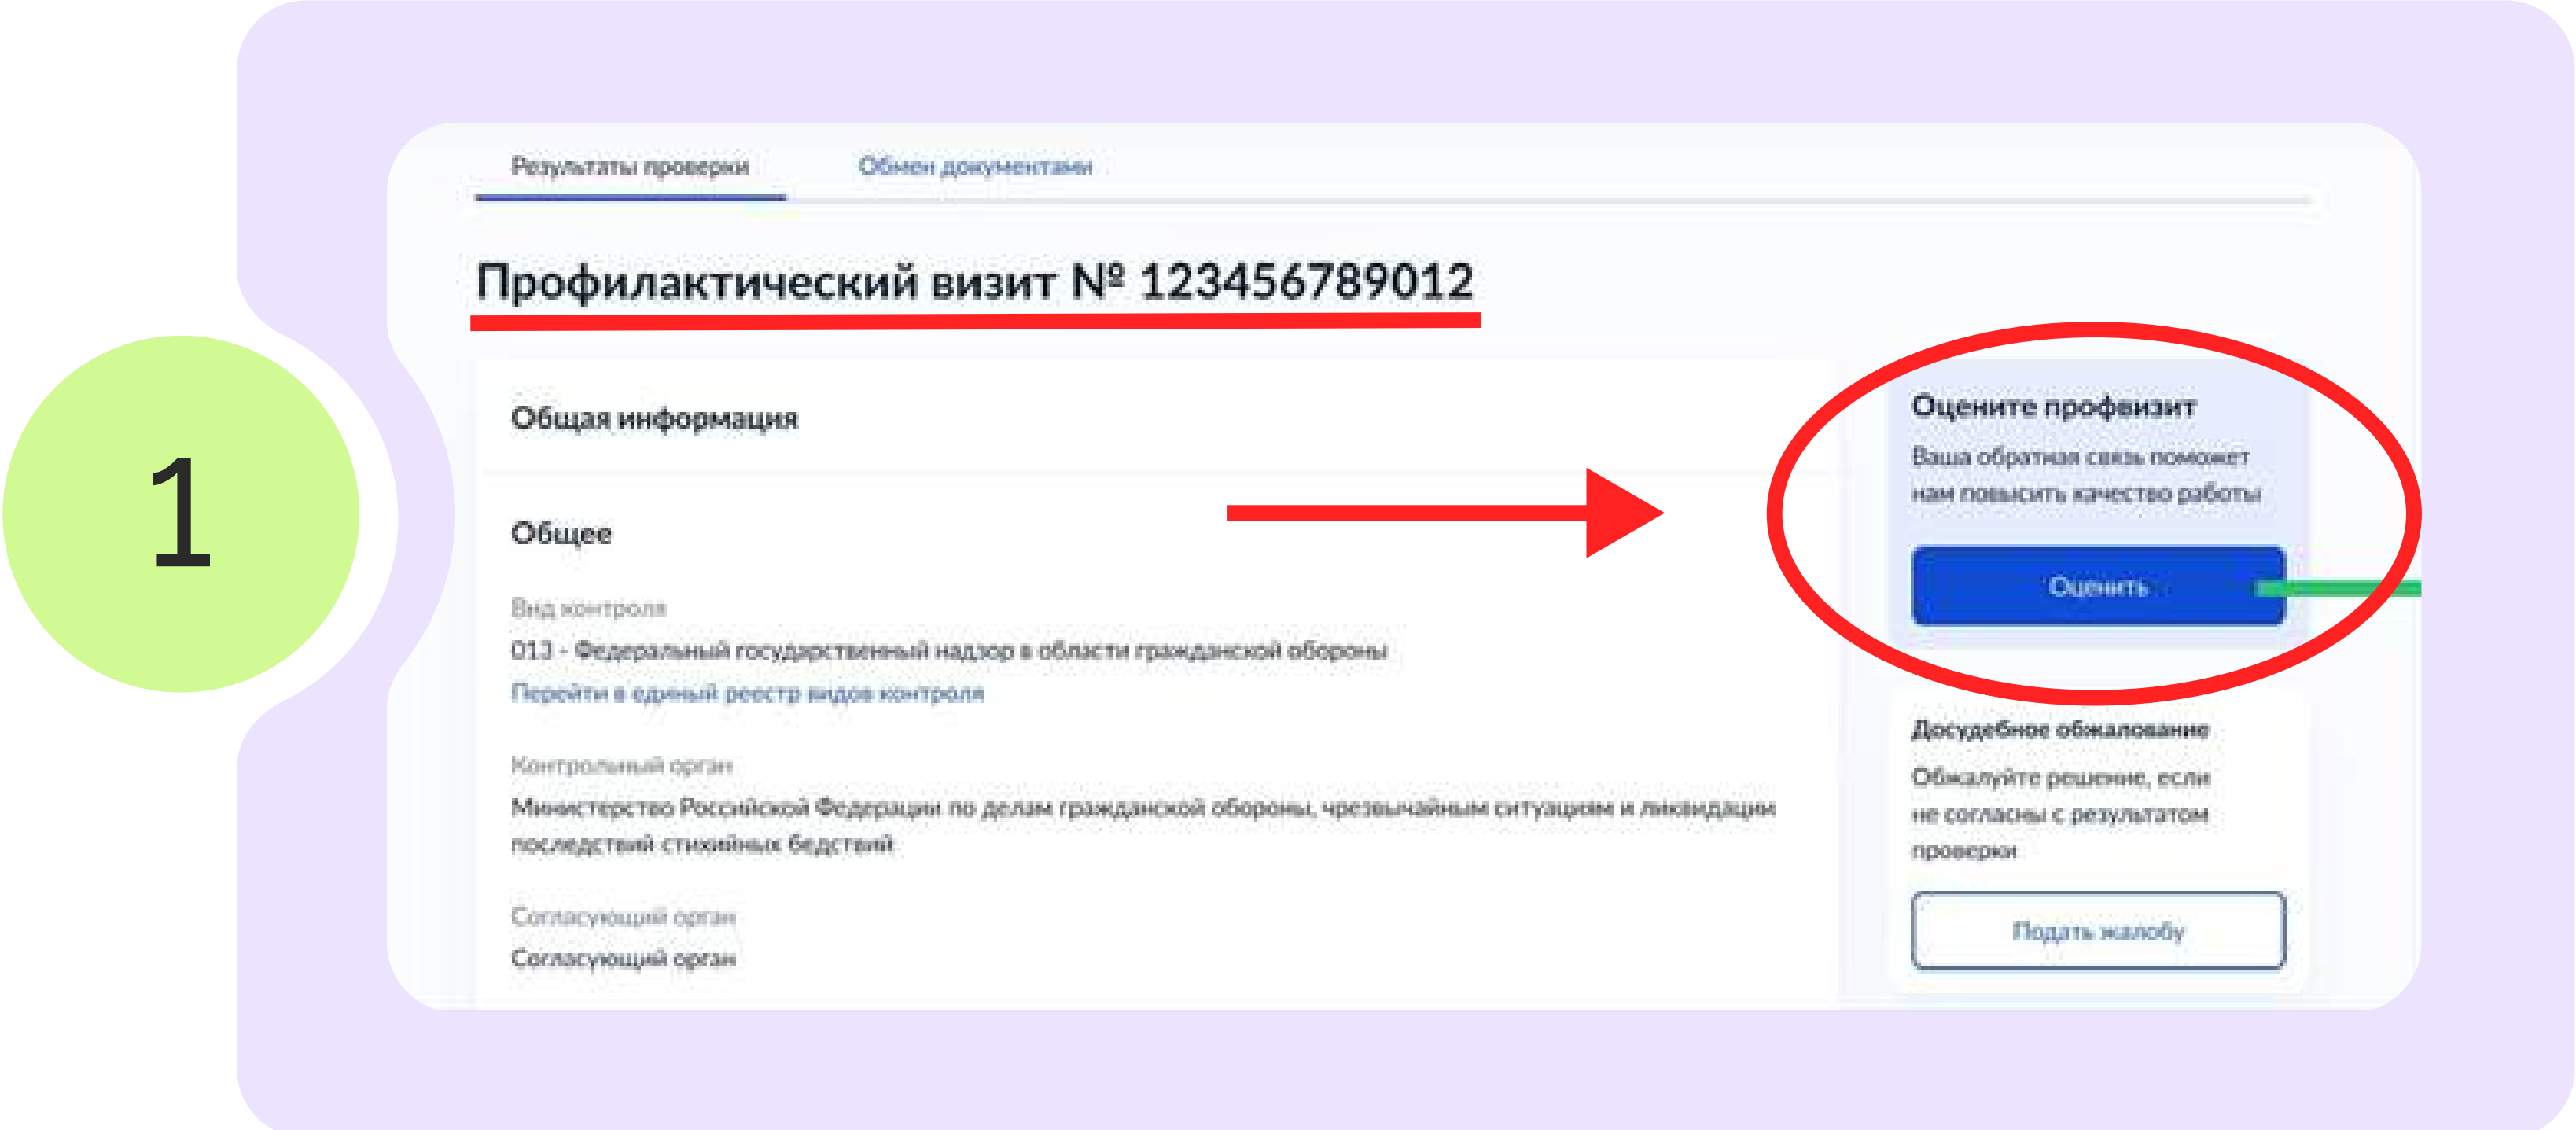 1
Результаты проверки
Обмен документами
Профилактический визит № 123456789012
Общая информация
Общее
Вид контроля
013 - Федеральный государственный надзор в области гражданской обороны
Перейти в единый реестр видов контроля
Контрольный орган
Министерство Российской Федерации по делам гражданской обороны, чрезвычайным ситуациям и ликвидации
последствий стихийных бедствий
Согласующий орган
Согласующий орган
Оцените профвизит
Ваша обратная связь поможет
нам повысить качество работы
Оценить
Досудебное обжалование
Обжалуйте решение, если
не согласны с результатом
проверки
Подать жалобу